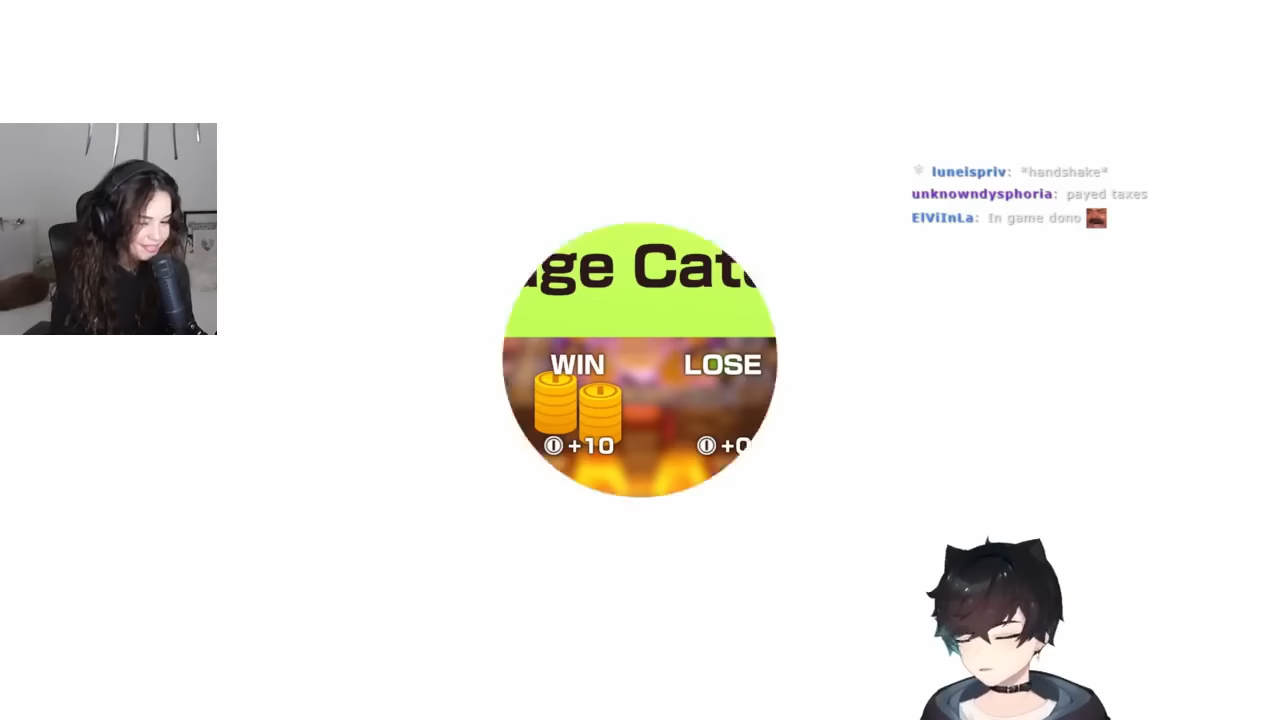 luneispriv: *handshake*
unknowndysphoria: payed taxes
ElViInLa: In game dono
ge Cat
WIN LOSE
+10 +0